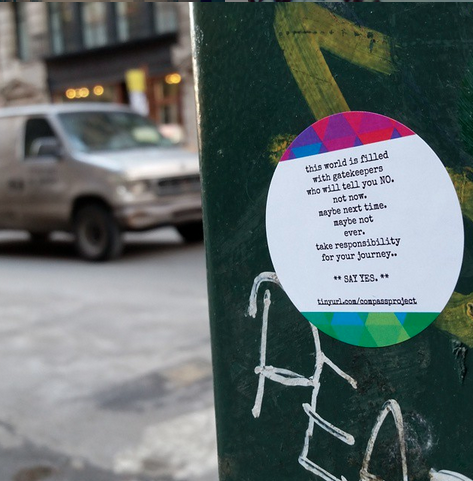 this world is filled
with gatekeepers
who will tell you NO.
not now.
maybe next time.
maybe not
ever.
take responsibility
for your journey..
** SAY YES. **
tinyurl.com/compassproject